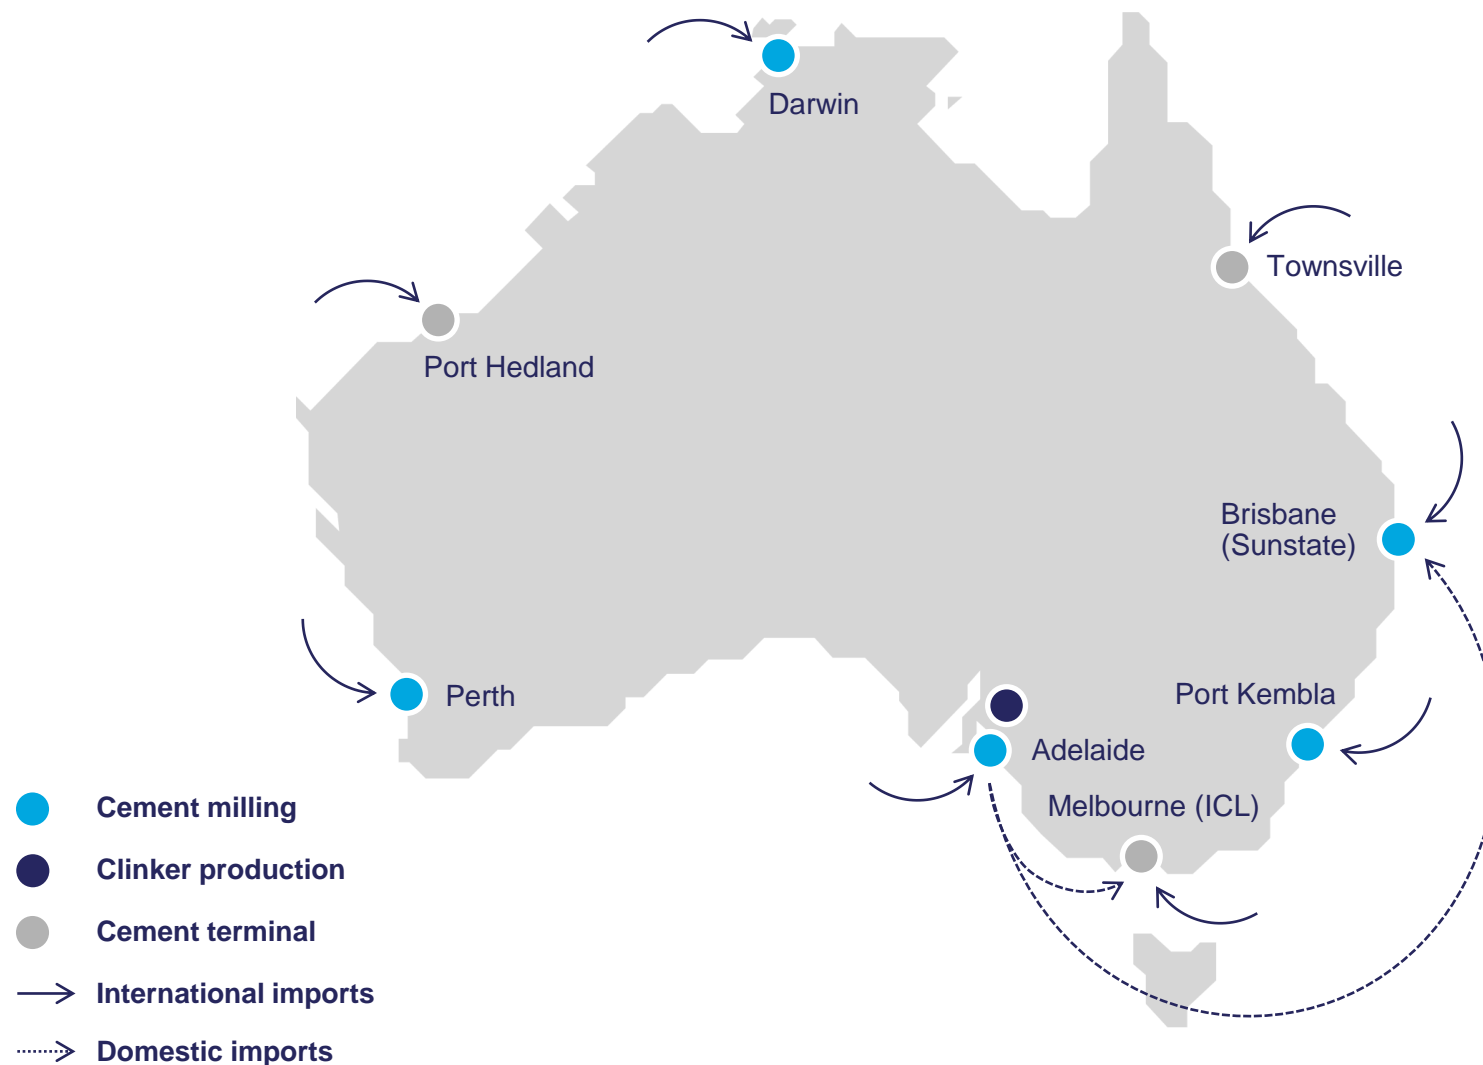 Darwin
Townsville
Port Hedland
Brisbane
(Sunstate)
Perth
Port Kembla
Adelaide
Melbourne (ICL)
Cement milling
Clinker production
Cement terminal
International imports
Domestic imports